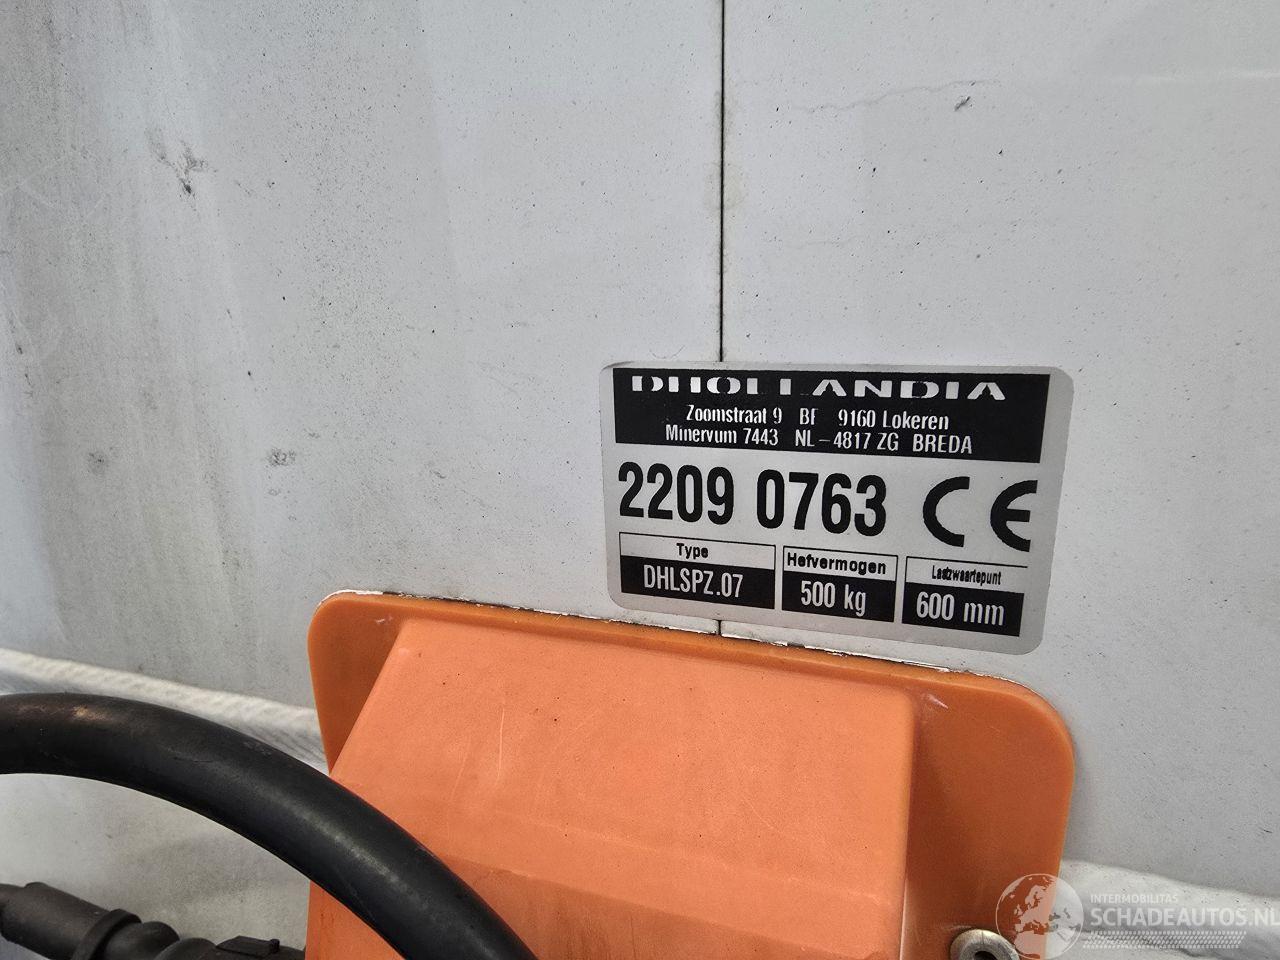 DHOLLANDIA
Zoomstraat 9 BE 9160 Lokeren
Minervum 7443 NL-4817 ZG BREDA
2209 0763 CE
Type Hefvermogen Lastzwaartepunt
DHLSPZ.07 500 kg 600 mm
INTERMOBILITAS
SCHADEAUTOS.NL